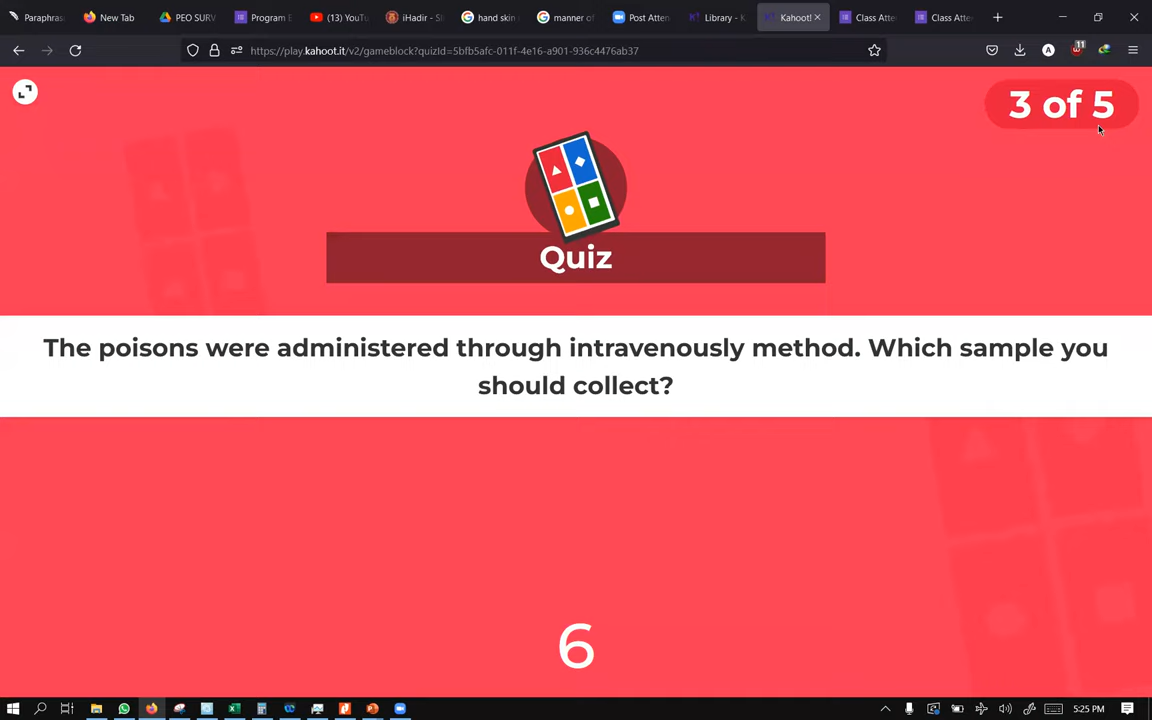 Paraphras
New Tab
PEO SURV
Program E
(13) YouTu
iHadir - S
hand skin
manner of
Post Atten
Library - K
Kahoot!
Class Atte
Class Atte
https://play.kahoot.it/v2/gameblock?quizId=5bfb5afc-011f-4e16-a901-936c4476ab37
A
11
3 of 5
Quiz
The poisons were administered through intravenously method. Which sample you
should collect?
6
5:25 PM